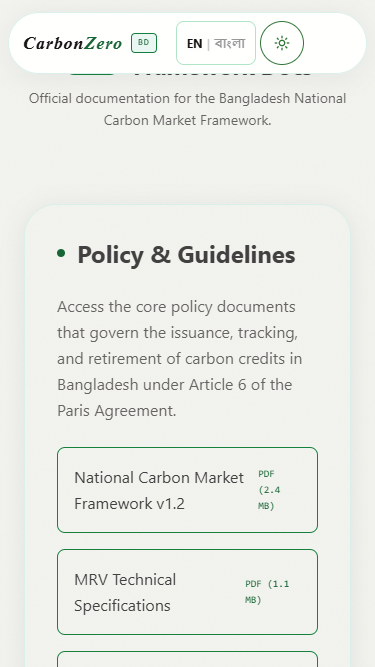 CarbonZero BD EN | বাংলা
Official documentation for the Bangladesh National
Carbon Market Framework.
Policy & Guidelines
Access the core policy documents
that govern the issuance, tracking,
and retirement of carbon credits in
Bangladesh under Article 6 of the
Paris Agreement.
National Carbon Market
Framework v1.2
PDF
(2.4
MB)
MRV Technical
Specifications
PDF (1.1
MB)